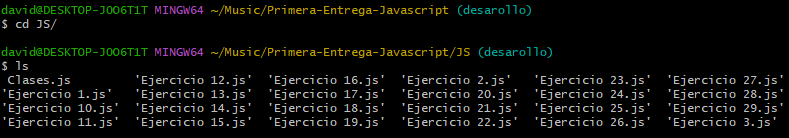 david@DESKTOP-JOO6T1T MINGW64 ~/Music/Primera-Entrega-Javascript (desarollo)
$ cd JS/
david@DESKTOP-JOO6T1T MINGW64 ~/Music/Primera-Entrega-Javascript/JS (desarollo)
$ ls
Clases.js 'Ejercicio 12.js' 'Ejercicio 16.js' 'Ejercicio 2.js' 'Ejercicio 23.js' 'Ejercicio 27.js'
'Ejercicio 1.js' 'Ejercicio 13.js' 'Ejercicio 17.js' 'Ejercicio 20.js' 'Ejercicio 24.js' 'Ejercicio 28.js'
'Ejercicio 10.js' 'Ejercicio 14.js' 'Ejercicio 18.js' 'Ejercicio 21.js' 'Ejercicio 25.js' 'Ejercicio 29.js'
'Ejercicio 11.js' 'Ejercicio 15.js' 'Ejercicio 19.js' 'Ejercicio 22.js' 'Ejercicio 26.js' 'Ejercicio 3.js'